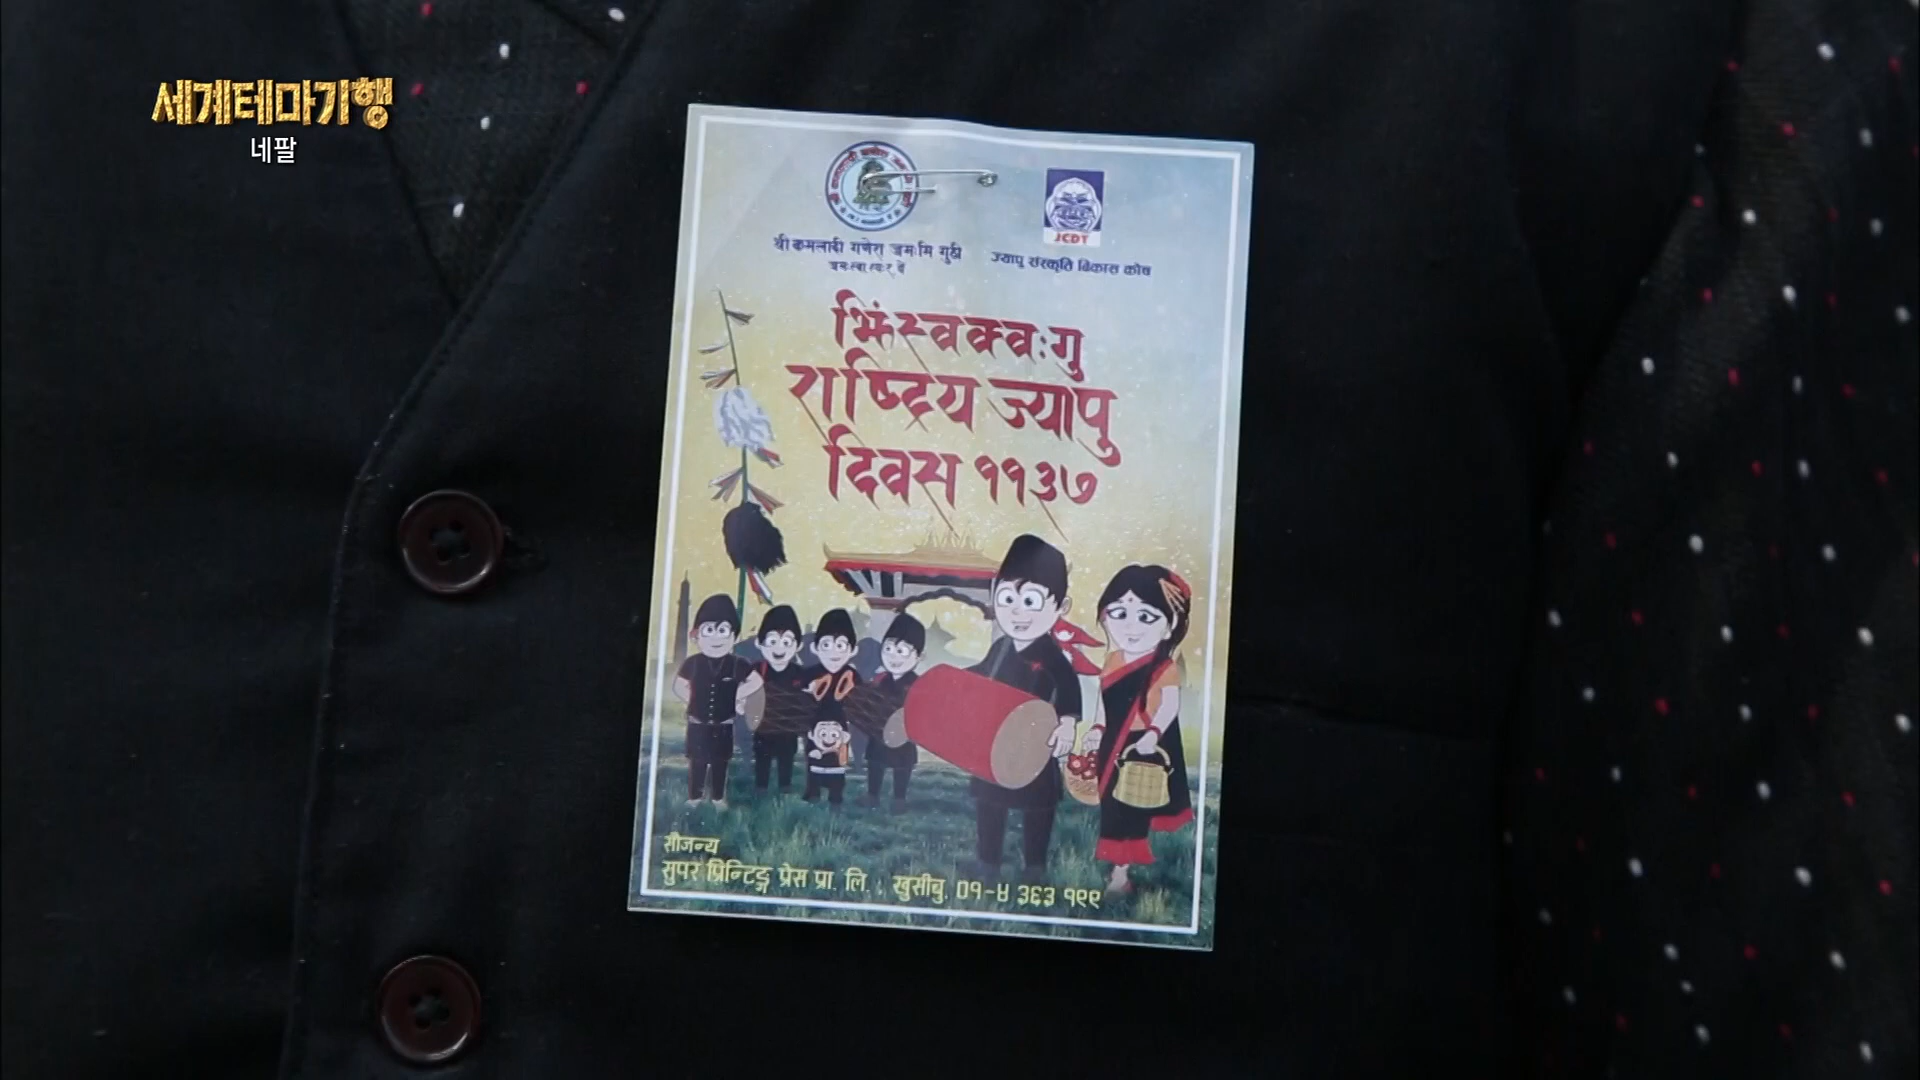 세계테마기행
네팔
JCDT
श्री कमलादी गणेश जमःमि गुठी
ज्यापु संस्कृति बिकास कोष
झिंस्वक्वःगु
राष्ट्रिय ज्यापु
दिवस ११३७
सौजन्य
सुपर प्रिन्टिङ्ग प्रेस प्रा. लि. : खुसीबु, ०१-४ ३६३ १९९